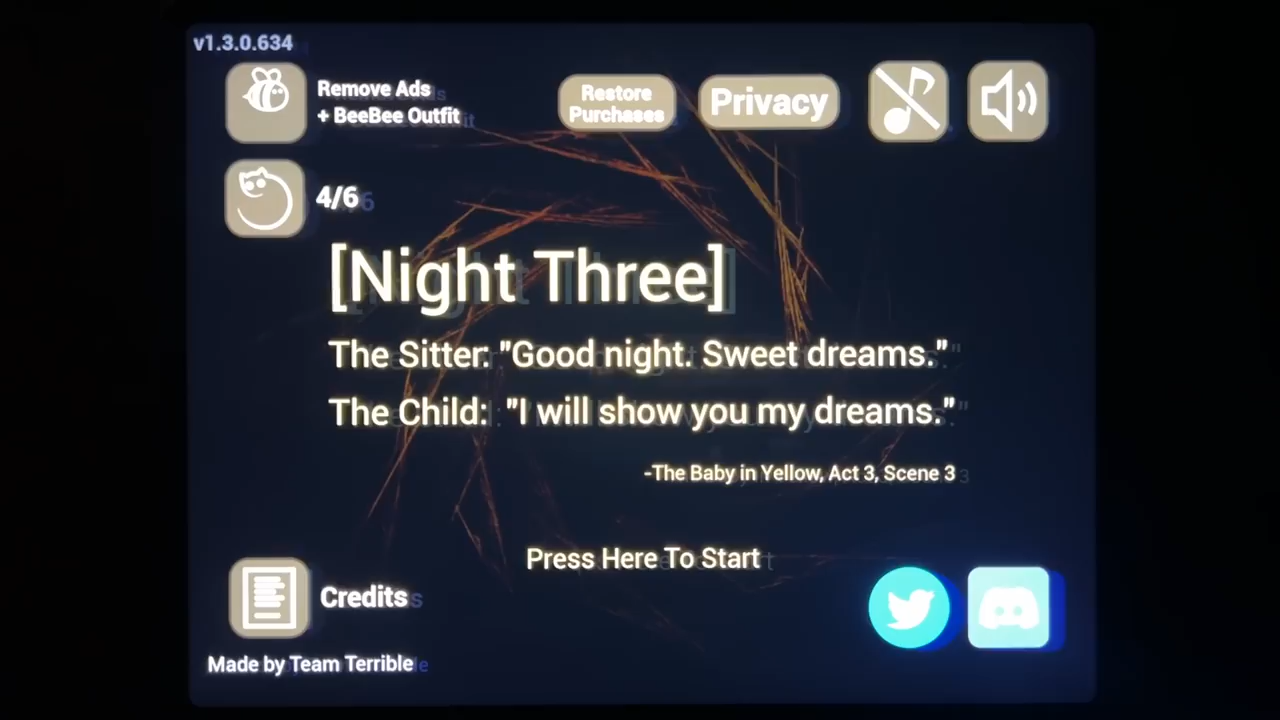 v1.3.0.634
Remove Ads
+ BeeBee Outfit
Restore
Purchases
Privacy
4/6
[Night Three]
The Sitter: "Good night. Sweet dreams."
The Child: "I will show you my dreams."
-The Baby in Yellow, Act 3, Scene 3
Press Here To Start
Credits
Made by Team Terrible